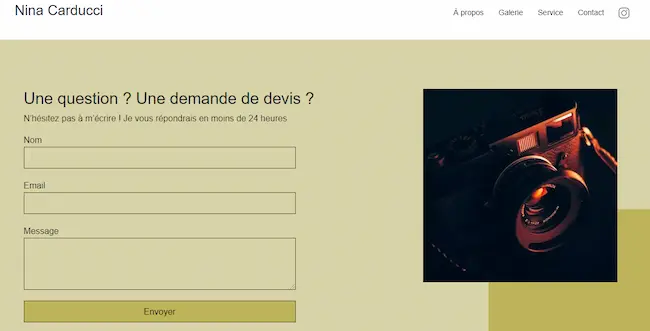 Nina Carducci
À propos Galerie Service Contact
Une question ? Une demande de devis ?
N'hésitez pas à m'écrire ! Je vous répondrais en moins de 24 heures
Nom
Email
Message
Envoyer